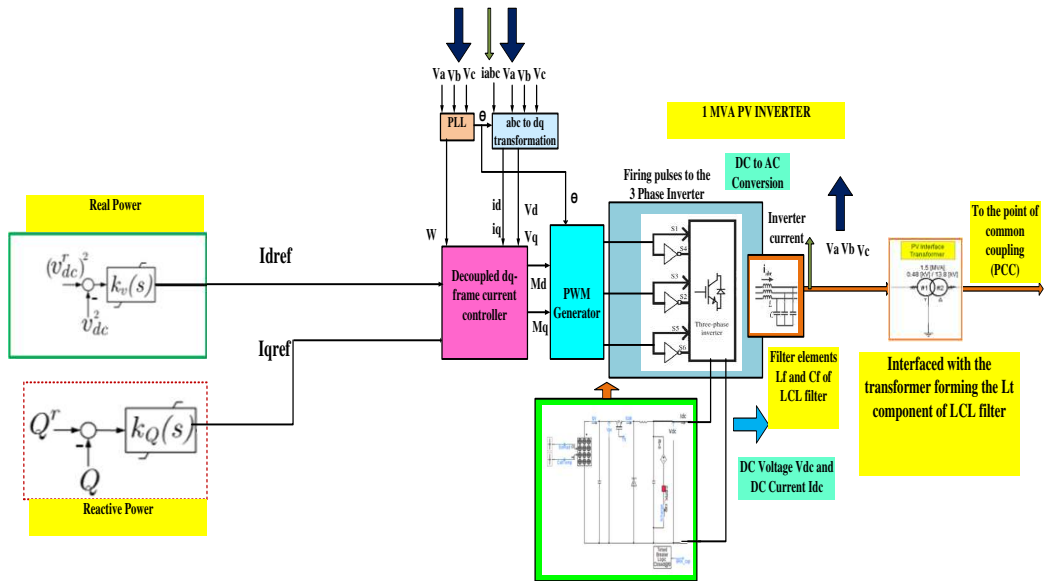 Va Vb Vc
iabc Va Vb Vc
PLL
θ
abc to dq
transformation
1 MVA PV INVERTER
DC to AC
Conversion
Firing pulses to the
3 Phase Inverter
θ
id
iq
Vd
Vq
W
Real Power
Idref
(v^r_dc)^2
-
v^2_dc
k_v(s)
Decoupled dq-
frame current
controller
Md
Mq
PWM
Generator
S1
S4
S3
S2
S5
S6
Three-phase
inverter
Inverter
current
i_dc
Va Vb Vc
PV Interface
Transformer
1.5 [MVA]
0.48 [kV] / 13.8 [kV]
#1
#2
To the point of
common
coupling
(PCC)
Iqref
Q^r
-
Q
k_Q(s)
Reactive Power
Filter elements
Lf and Cf of
LCL filter
Interfaced with the
transformer forming the Lt
component of LCL filter
Idc
Vdc
DC Voltage Vdc and
DC Current Idc
Timed
Breaker
Logic